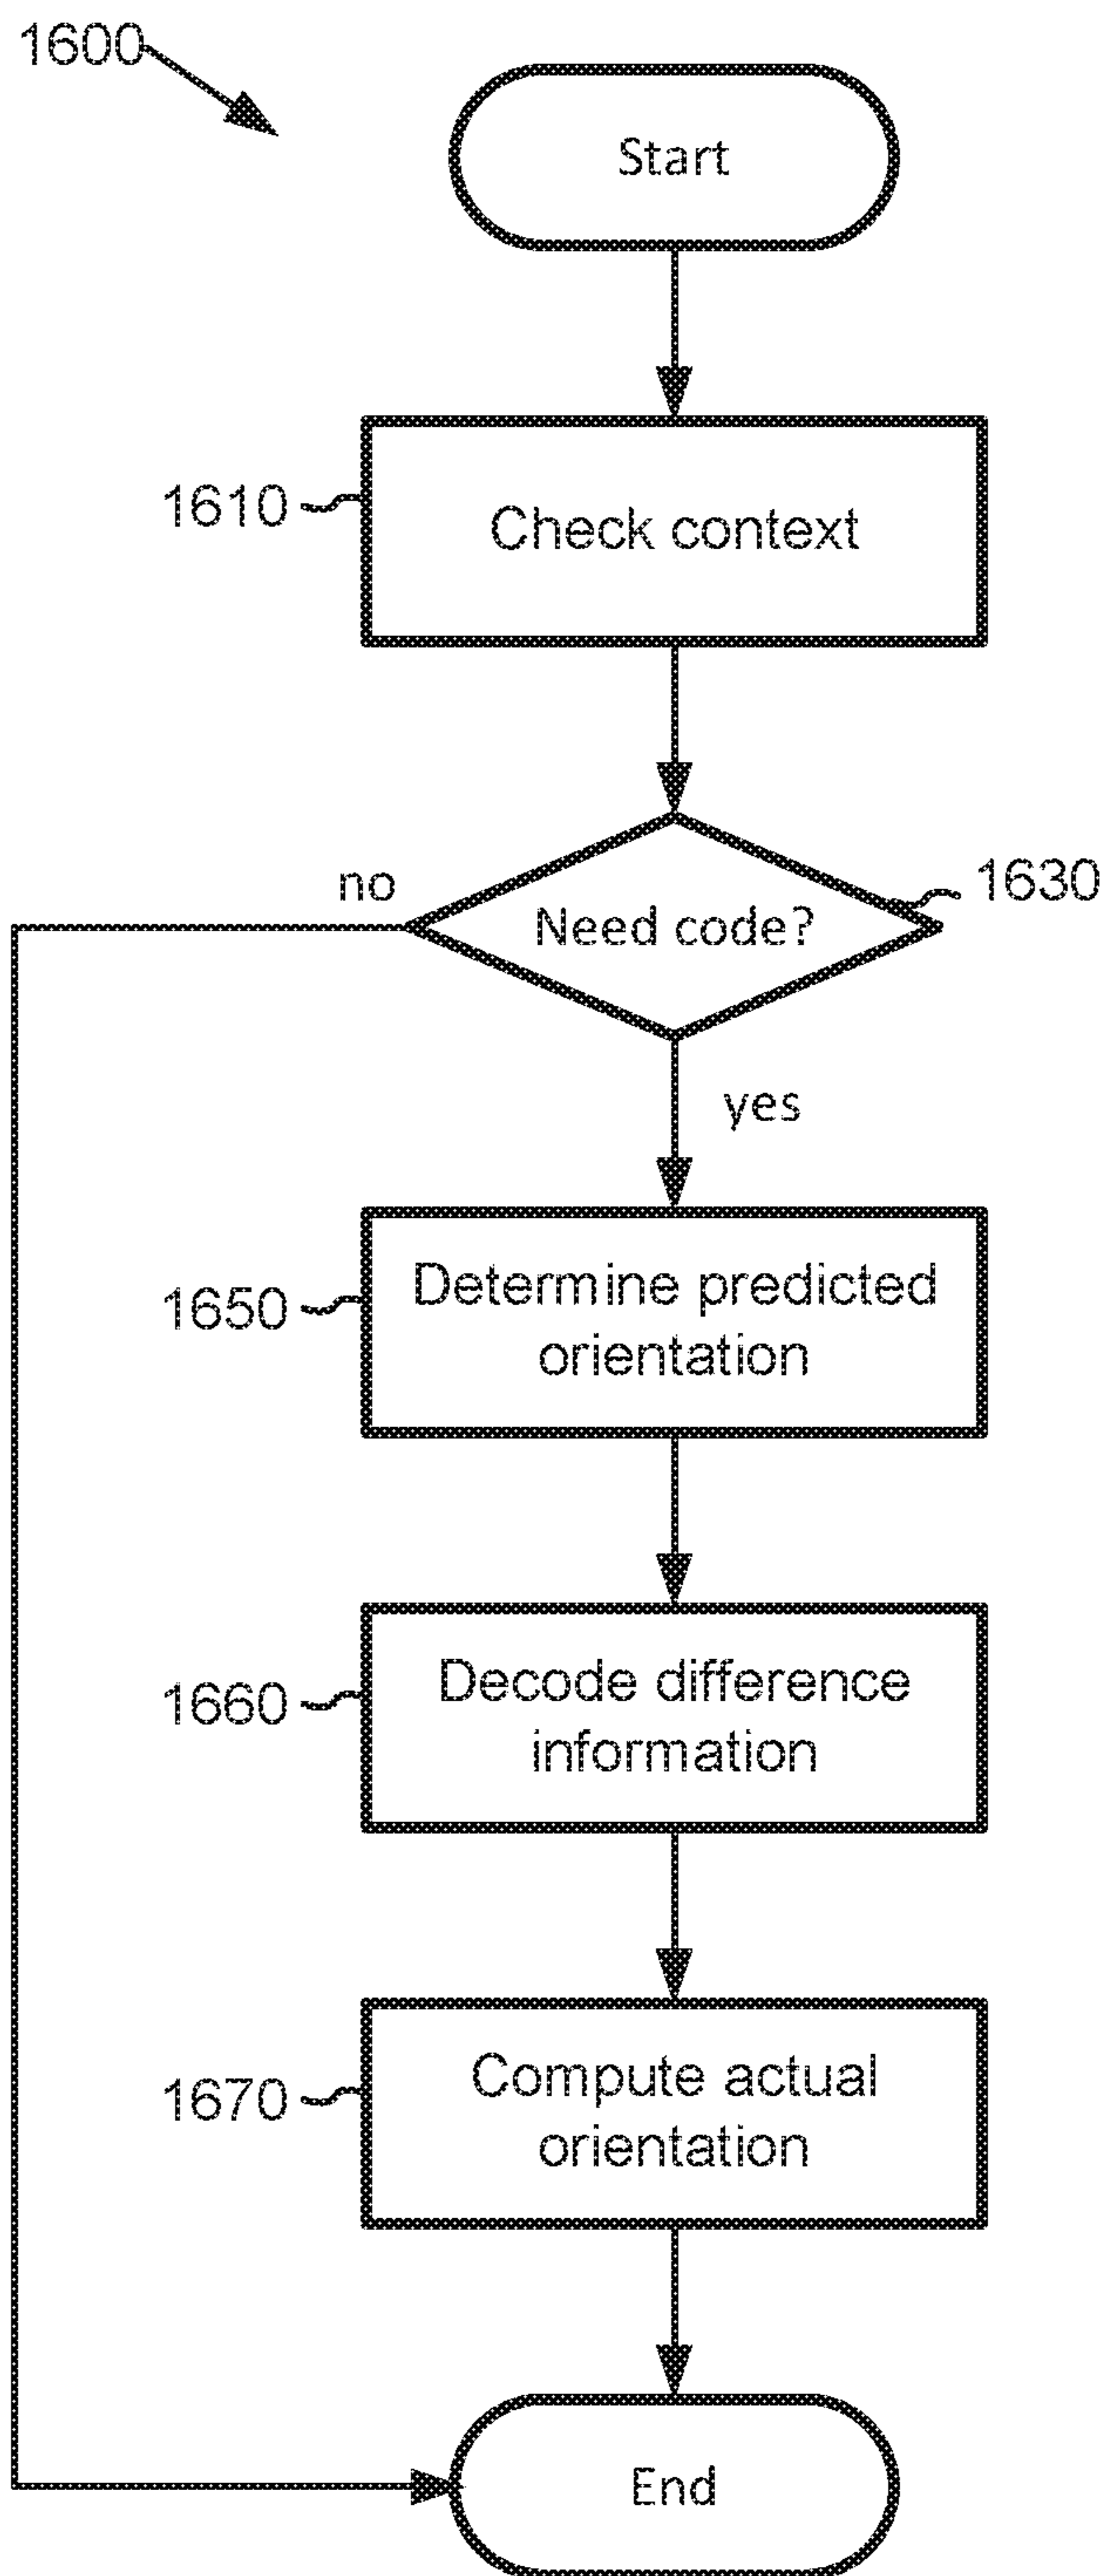 1600
Start
1610
Check context
no
1630
Need code?
yes
1650
Determine predicted
orientation
1660
Decode difference
information
1670
Compute actual
orientation
End